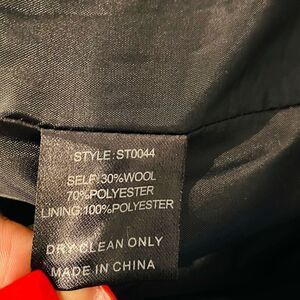 STYLE: ST0044
SELF: 30%WOOL
70%POLYESTER
LINING: 100%POLYESTER
DRY CLEAN ONLY
MADE IN CHINA